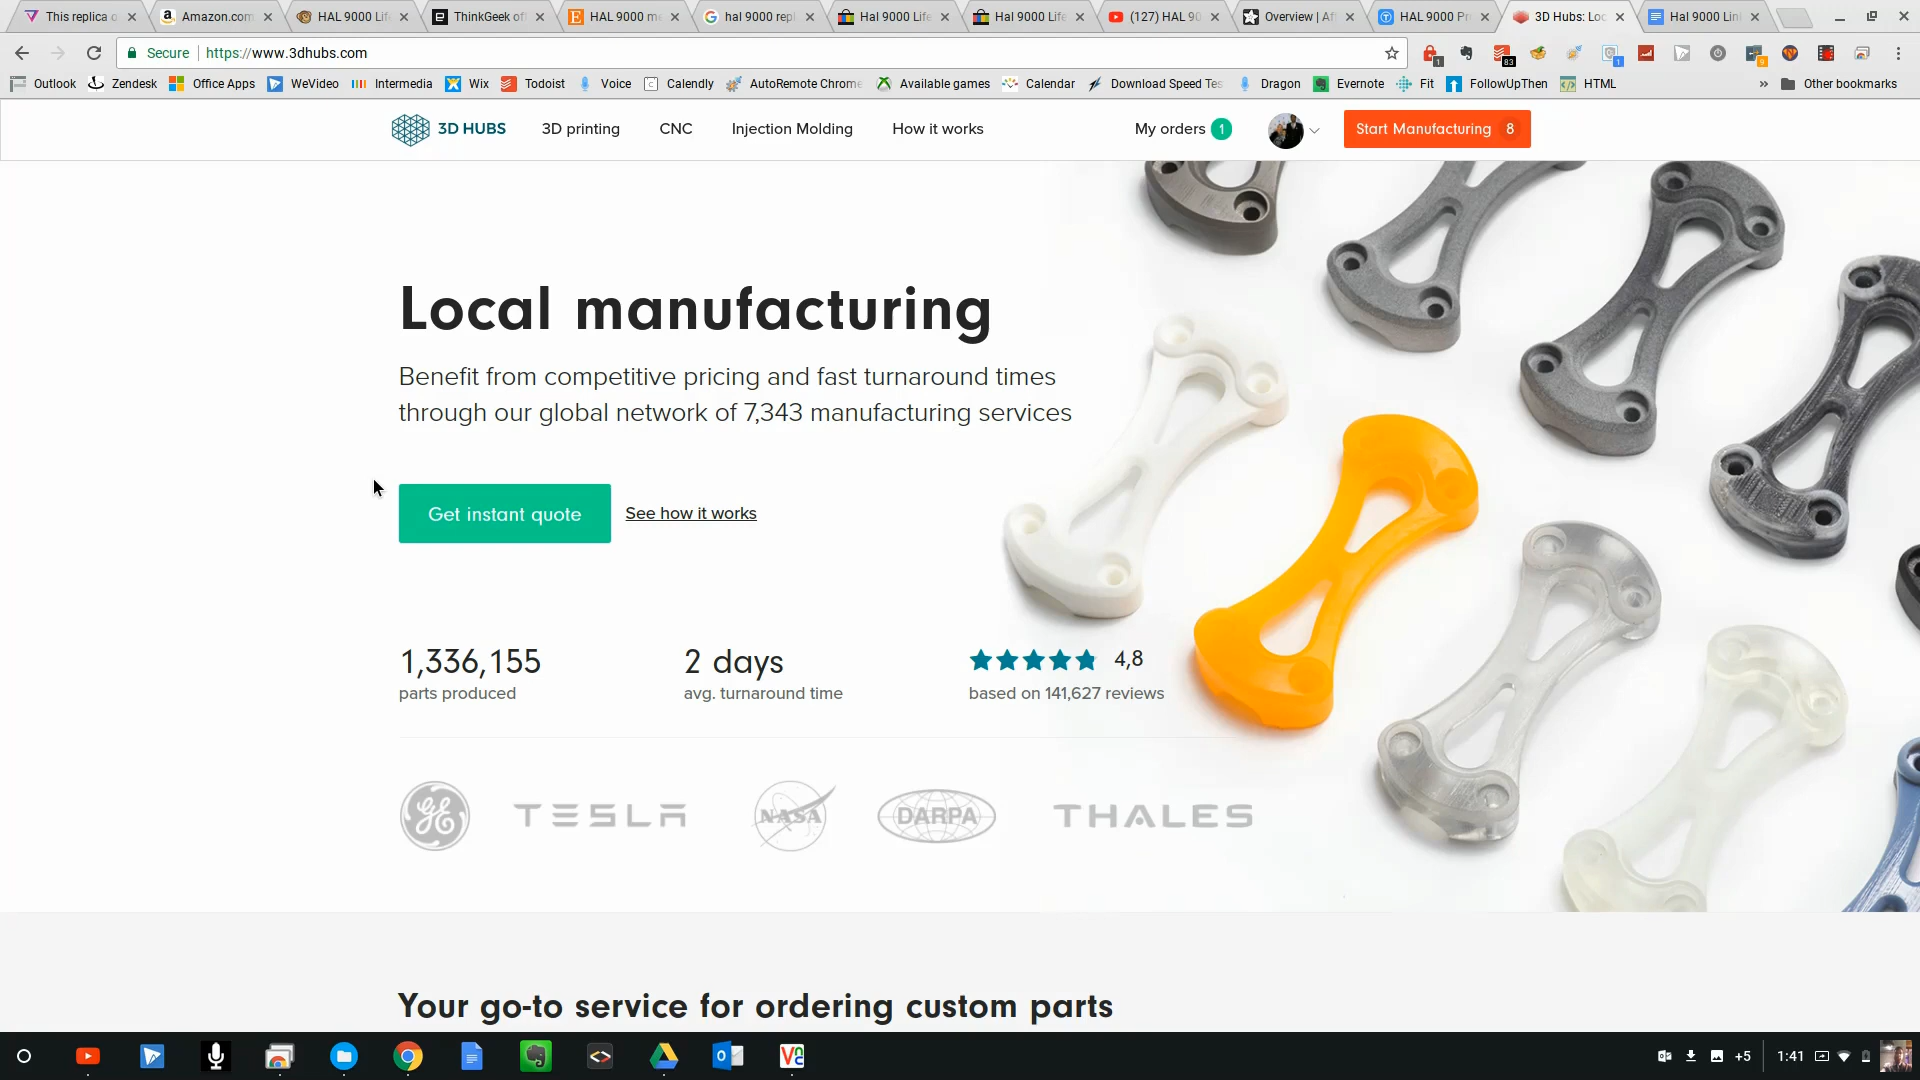 This replica o
Amazon.com
HAL 9000 Life
ThinkGeek of
HAL 9000 m
hal 9000 repl
Hal 9000 Life
Hal 9000 Life
(127) HAL 90
Overview | Af
HAL 9000 Pr
3D Hubs: Loc
Hal 9000 Lin
Secure https://www.3dhubs.com
1 83 1 9
Outlook Zendesk Office Apps WeVideo Intermedia Wix Todoist Voice Calendly AutoRemote Chrome Available games Calendar Download Speed Tes Dragon Evernote Fit FollowUpThen HTML » Other bookmarks
3D HUBS 3D printing CNC Injection Molding How it works My orders 1 Start Manufacturing 8
Local manufacturing
Benefit from competitive pricing and fast turnaround times
through our global network of 7,343 manufacturing services
Get instant quote See how it works
1,336,155 2 days 4,8
parts produced avg. turnaround time based on 141,627 reviews
GE TESLA NASA DARPA THALES
Your go-to service for ordering custom parts
+5 1:41